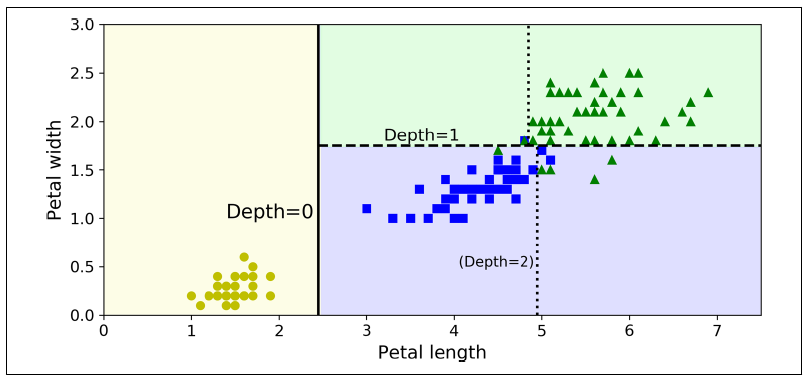 3.0
2.5
2.0
1.5
1.0
0.5
0.0
Petal width
Depth=1
Depth=0
(Depth=2)
0 1 2 3 4 5 6 7
Petal length